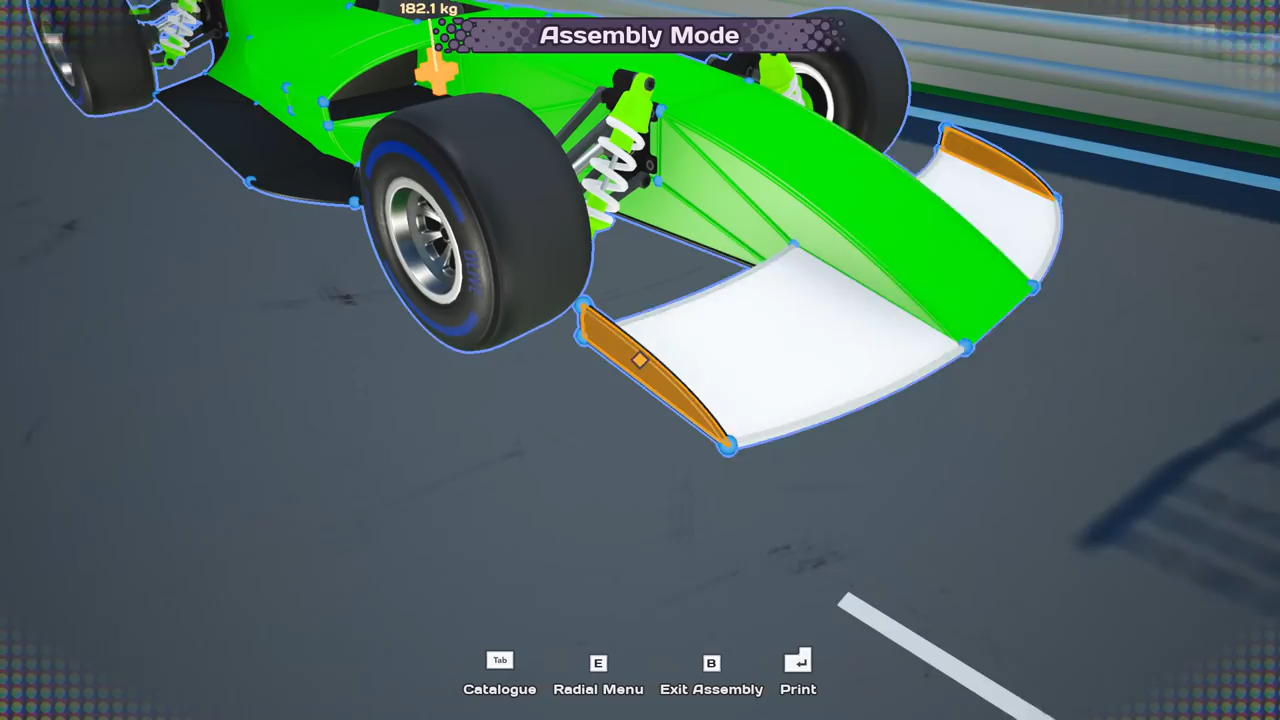 182.1 kg
Assembly Mode
Tab
E
B
Catalogue
Radial Menu
Exit Assembly
Print